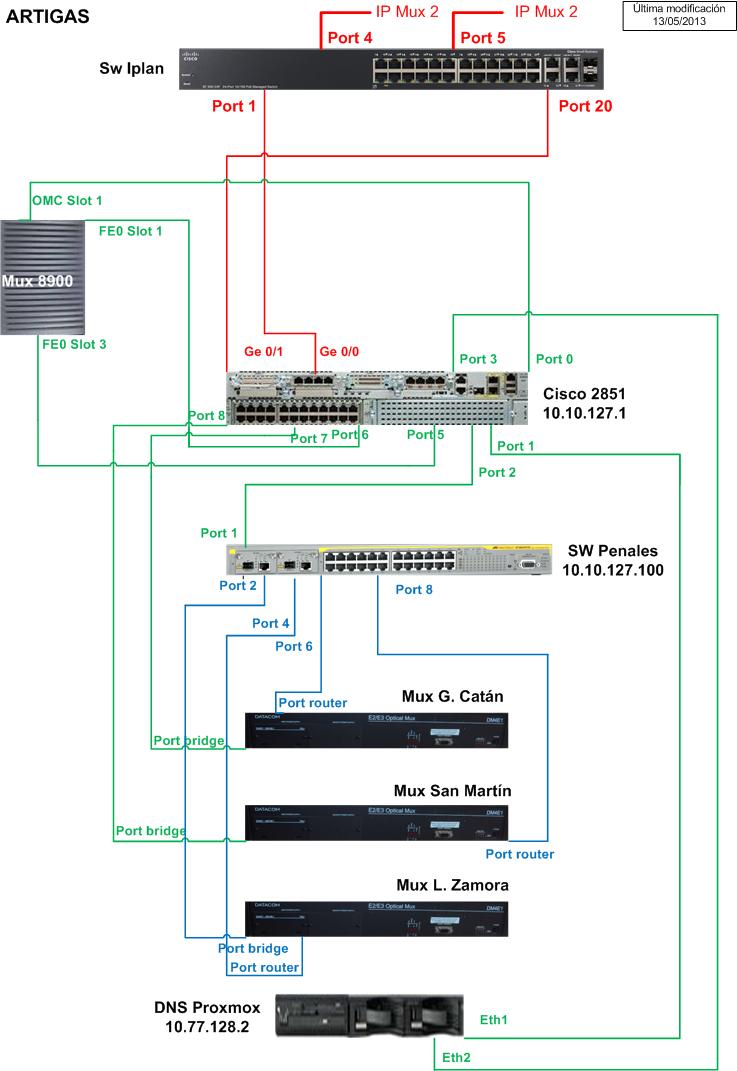 ARTIGAS
IP Mux 2
IP Mux 2
Última modificación
13/05/2013
Port 4
Port 5
Sw Iplan
CISCO
Port 1
Port 20
OMC Slot 1
FE0 Slot 1
Mux 8900
FE0 Slot 3
Ge 0/1
Ge 0/0
Port 3
Port 0
Cisco 2851
10.10.127.1
Port 8
Port 7
Port 6
Port 5
Port 1
Port 2
Port 1
SW Penales
10.10.127.100
Port 2
Port 8
Port 4
Port 6
Mux G. Catán
Port router
DATACOM
E2/E3 Optical Mux
DM4E1
Port bridge
Mux San Martín
DATACOM
E2/E3 Optical Mux
DM4E1
Port bridge
Port router
Mux L. Zamora
DATACOM
E2/E3 Optical Mux
DM4E1
Port bridge
Port router
DNS Proxmox
10.77.128.2
Eth1
Eth2